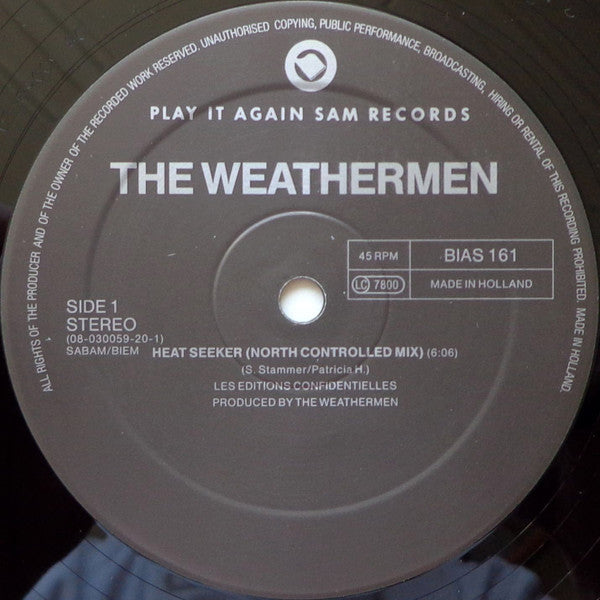 ALL RIGHTS OF THE PRODUCER AND OF THE OWNER OF THE RECORDED WORK RESERVED. UNAUTHORISED COPYING, PUBLIC PERFORMANCE, BROADCASTING, HIRING OR RENTAL OF THIS RECORDING PROHIBITED. MADE IN HOLLAND.
PLAY IT AGAIN SAM RECORDS
THE WEATHERMEN
45 RPM BIAS 161
LC 7800 MADE IN HOLLAND
SIDE 1
STEREO
(08-030059-20-1)
SABAM/BIEM HEAT SEEKER (NORTH CONTROLLED MIX) (6:06)
(S. Stammer/Patricia H.)
LES EDITIONS CONFIDENTIELLES
PRODUCED BY THE WEATHERMEN